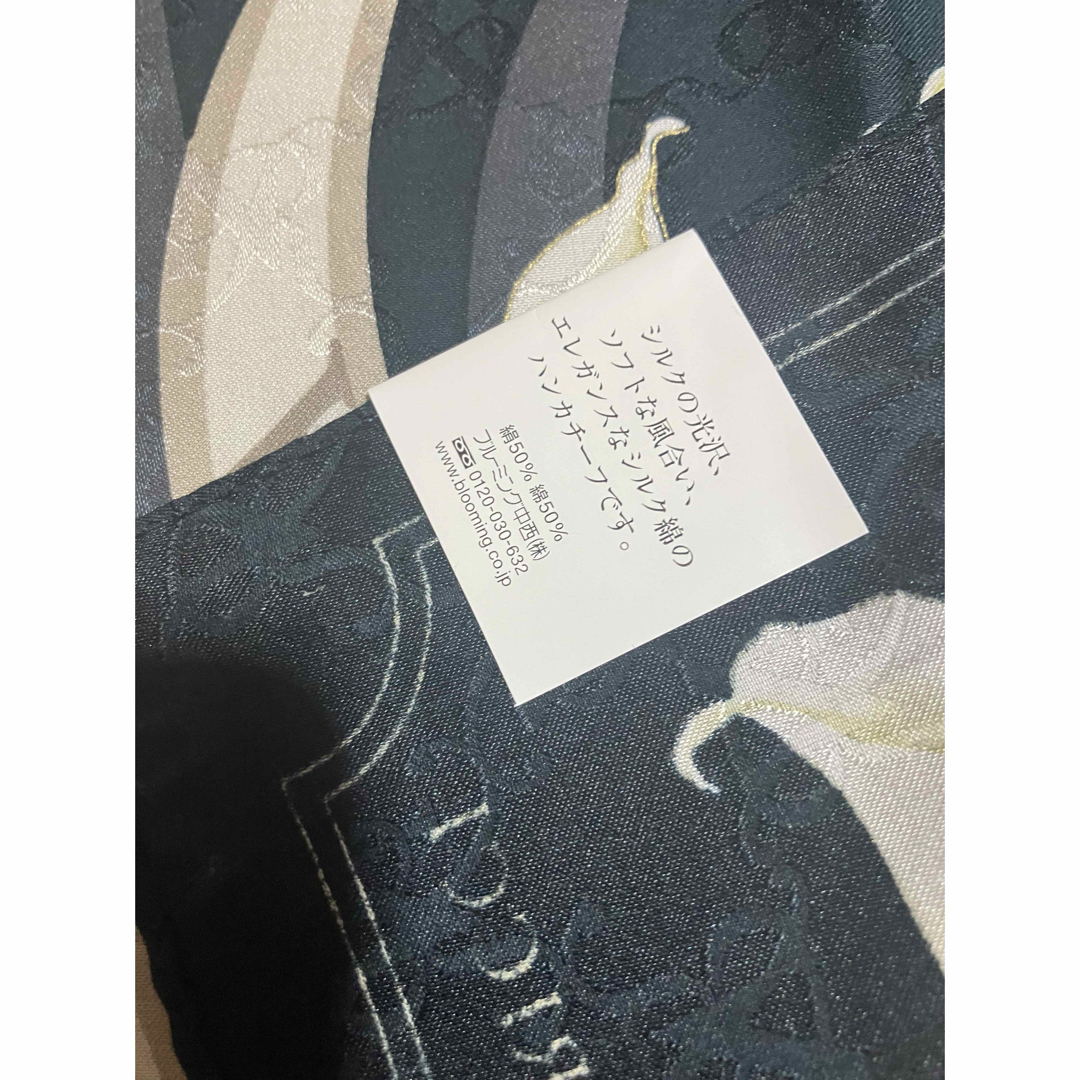 シルクの光沢、
ソフトな風合い、
エレガンスなシルク綿の
ハンカチーフです。
絹50% 綿50%
ブルーミング中西(株)
0120-030-632
www.blooming.co.jp